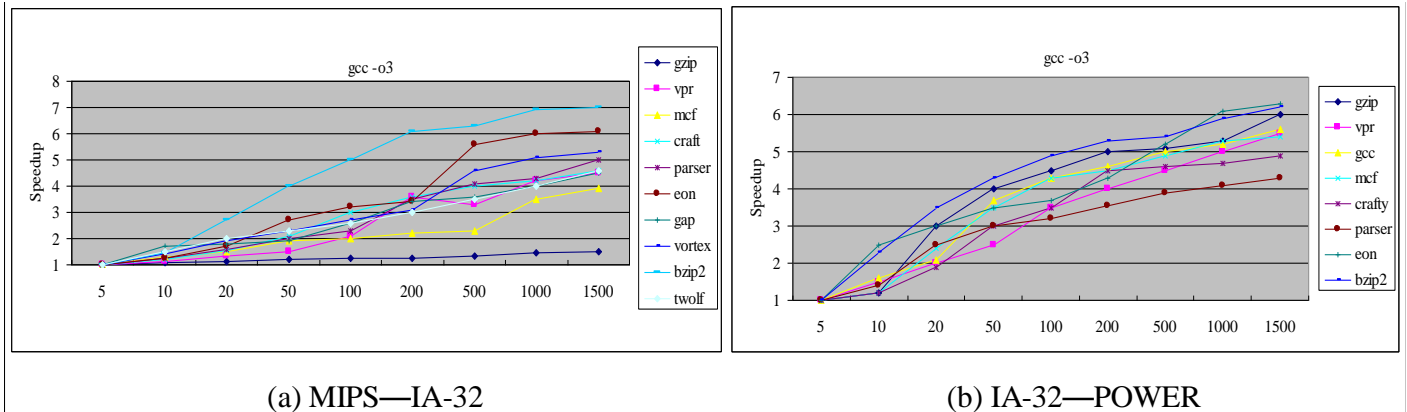 gcc -o3
Speedup
8
7
6
5
4
3
2
1
5 10 20 50 100 200 500 1000 1500
gzip
vpr
mcf
craft
parser
eon
gap
vortex
bzip2
twolf
(a) MIPS—IA-32
gcc -o3
Speedup
7
6
5
4
3
2
1
5 10 20 50 100 200 500 1000 1500
gzip
vpr
gcc
mcf
crafty
parser
eon
bzip2
(b) IA-32—POWER